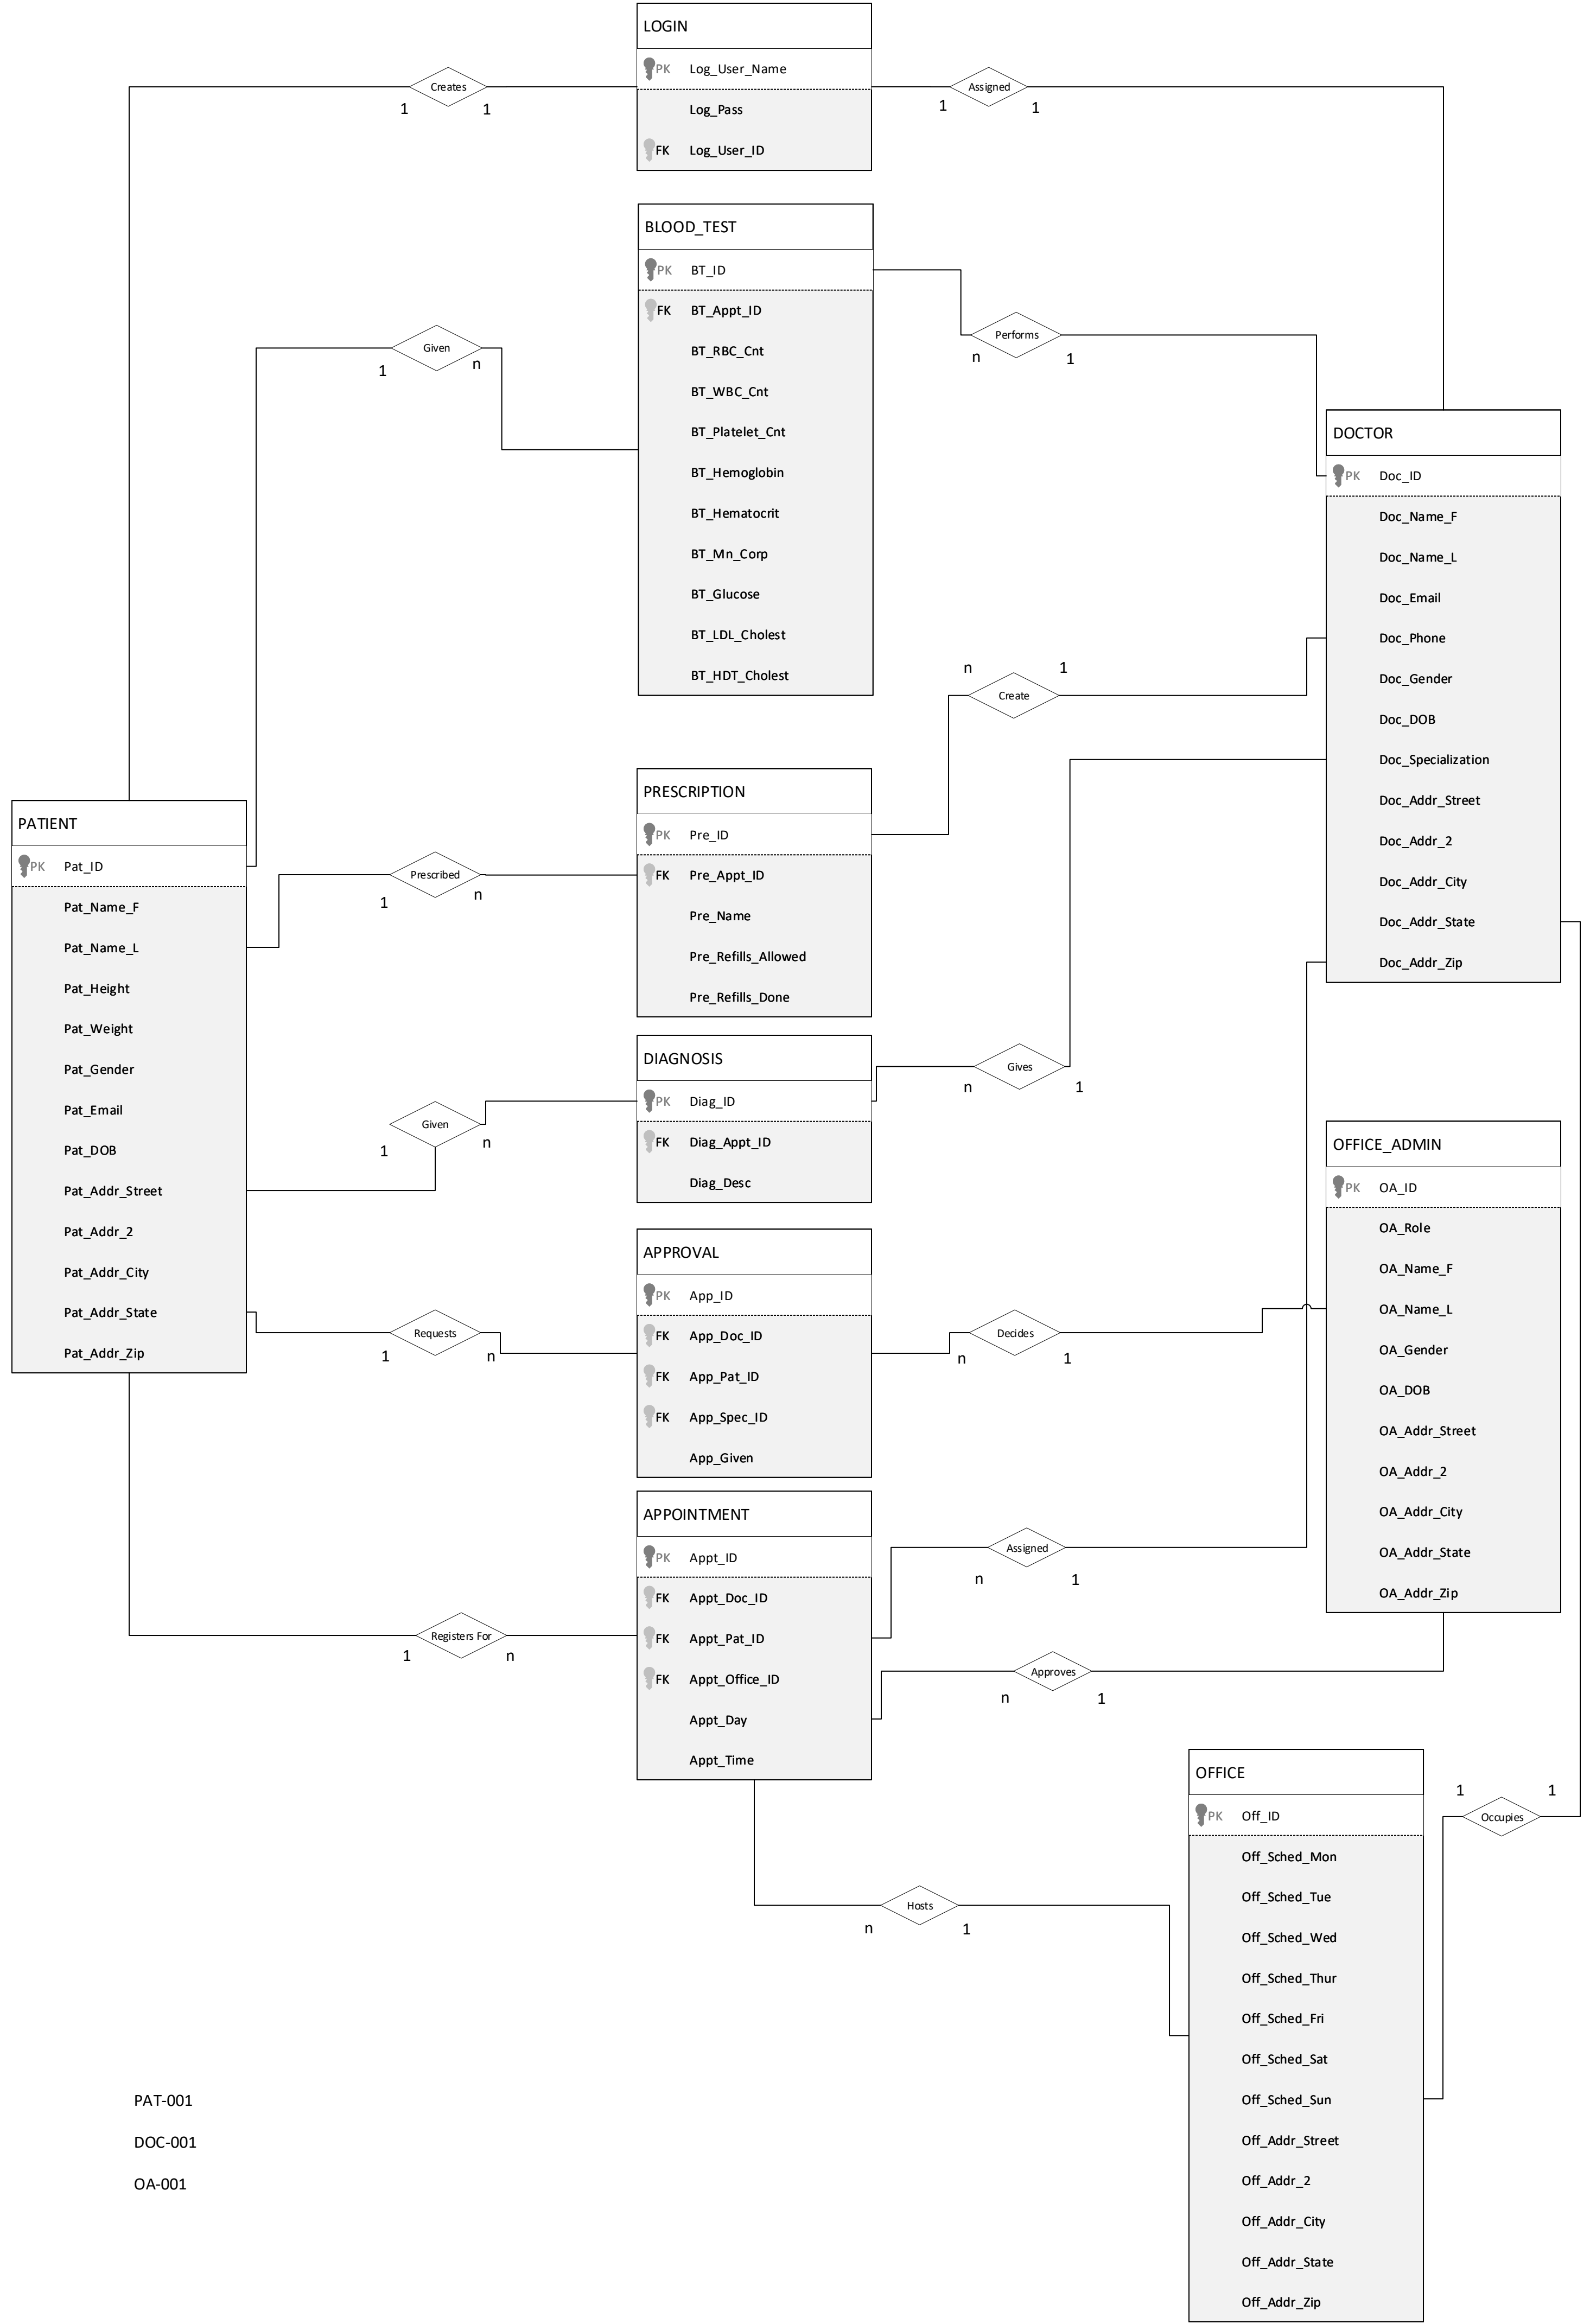 LOGIN
PK Log_User_Name
Log_Pass
FK Log_User_ID
Creates
1 1
Assigned
1 1
BLOOD_TEST
PK BT_ID
FK BT_Appt_ID
BT_RBC_Cnt
BT_WBC_Cnt
BT_Platelet_Cnt
BT_Hemoglobin
BT_Hematocrit
BT_Mn_Corp
BT_Glucose
BT_LDL_Cholest
BT_HDT_Cholest
Given
1 n
Performs
n 1
DOCTOR
PK Doc_ID
Doc_Name_F
Doc_Name_L
Doc_Email
Doc_Phone
Doc_Gender
Doc_DOB
Doc_Specialization
Doc_Addr_Street
Doc_Addr_2
Doc_Addr_City
Doc_Addr_State
Doc_Addr_Zip
n 1
Create
PATIENT
PK Pat_ID
Pat_Name_F
Pat_Name_L
Pat_Height
Pat_Weight
Pat_Gender
Pat_Email
Pat_DOB
Pat_Addr_Street
Pat_Addr_2
Pat_Addr_City
Pat_Addr_State
Pat_Addr_Zip
PRESCRIPTION
PK Pre_ID
FK Pre_Appt_ID
Pre_Name
Pre_Refills_Allowed
Pre_Refills_Done
Prescribed
1 n
DIAGNOSIS
PK Diag_ID
FK Diag_Appt_ID
Diag_Desc
Given
1 n
Gives
n 1
APPROVAL
PK App_ID
FK App_Doc_ID
FK App_Pat_ID
FK App_Spec_ID
App_Given
Requests
1 n
Decides
n 1
OFFICE_ADMIN
PK OA_ID
OA_Role
OA_Name_F
OA_Name_L
OA_Gender
OA_DOB
OA_Addr_Street
OA_Addr_2
OA_Addr_City
OA_Addr_State
OA_Addr_Zip
APPOINTMENT
PK Appt_ID
FK Appt_Doc_ID
FK Appt_Pat_ID
FK Appt_Office_ID
Appt_Day
Appt_Time
Registers For
1 n
Assigned
n 1
Approves
n 1
OFFICE
PK Off_ID
Off_Sched_Mon
Off_Sched_Tue
Off_Sched_Wed
Off_Sched_Thur
Off_Sched_Fri
Off_Sched_Sat
Off_Sched_Sun
Off_Addr_Street
Off_Addr_2
Off_Addr_City
Off_Addr_State
Off_Addr_Zip
1 1
Occupies
Hosts
n 1
PAT-001
DOC-001
OA-001